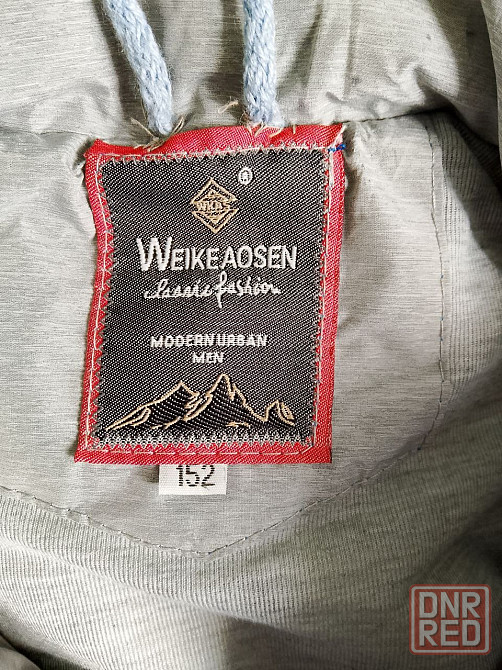 ®
WEIKEAOSEN
classic fashion
MODERN URBAN
MEN
152
DNR
RED